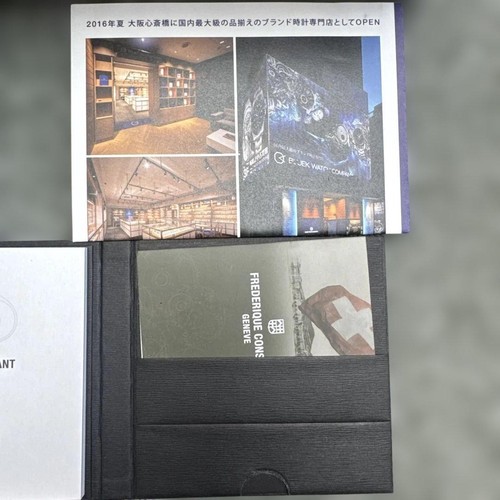 2016年夏 大阪心斎橋に国内最大級の品揃えのブランド時計専門店としてOPEN
WATCH COMPANY
FREDERIQUE CONS
GENEVE
ANT